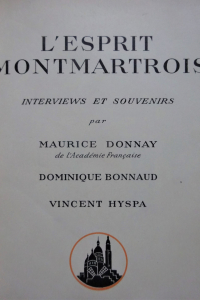 L'ESPRIT
MONTMARTROIS
INTERVIEWS ET SOUVENIRS
par
MAURICE DONNAY
de l'Académie Française
DOMINIQUE BONNAUD
VINCENT HYSPA